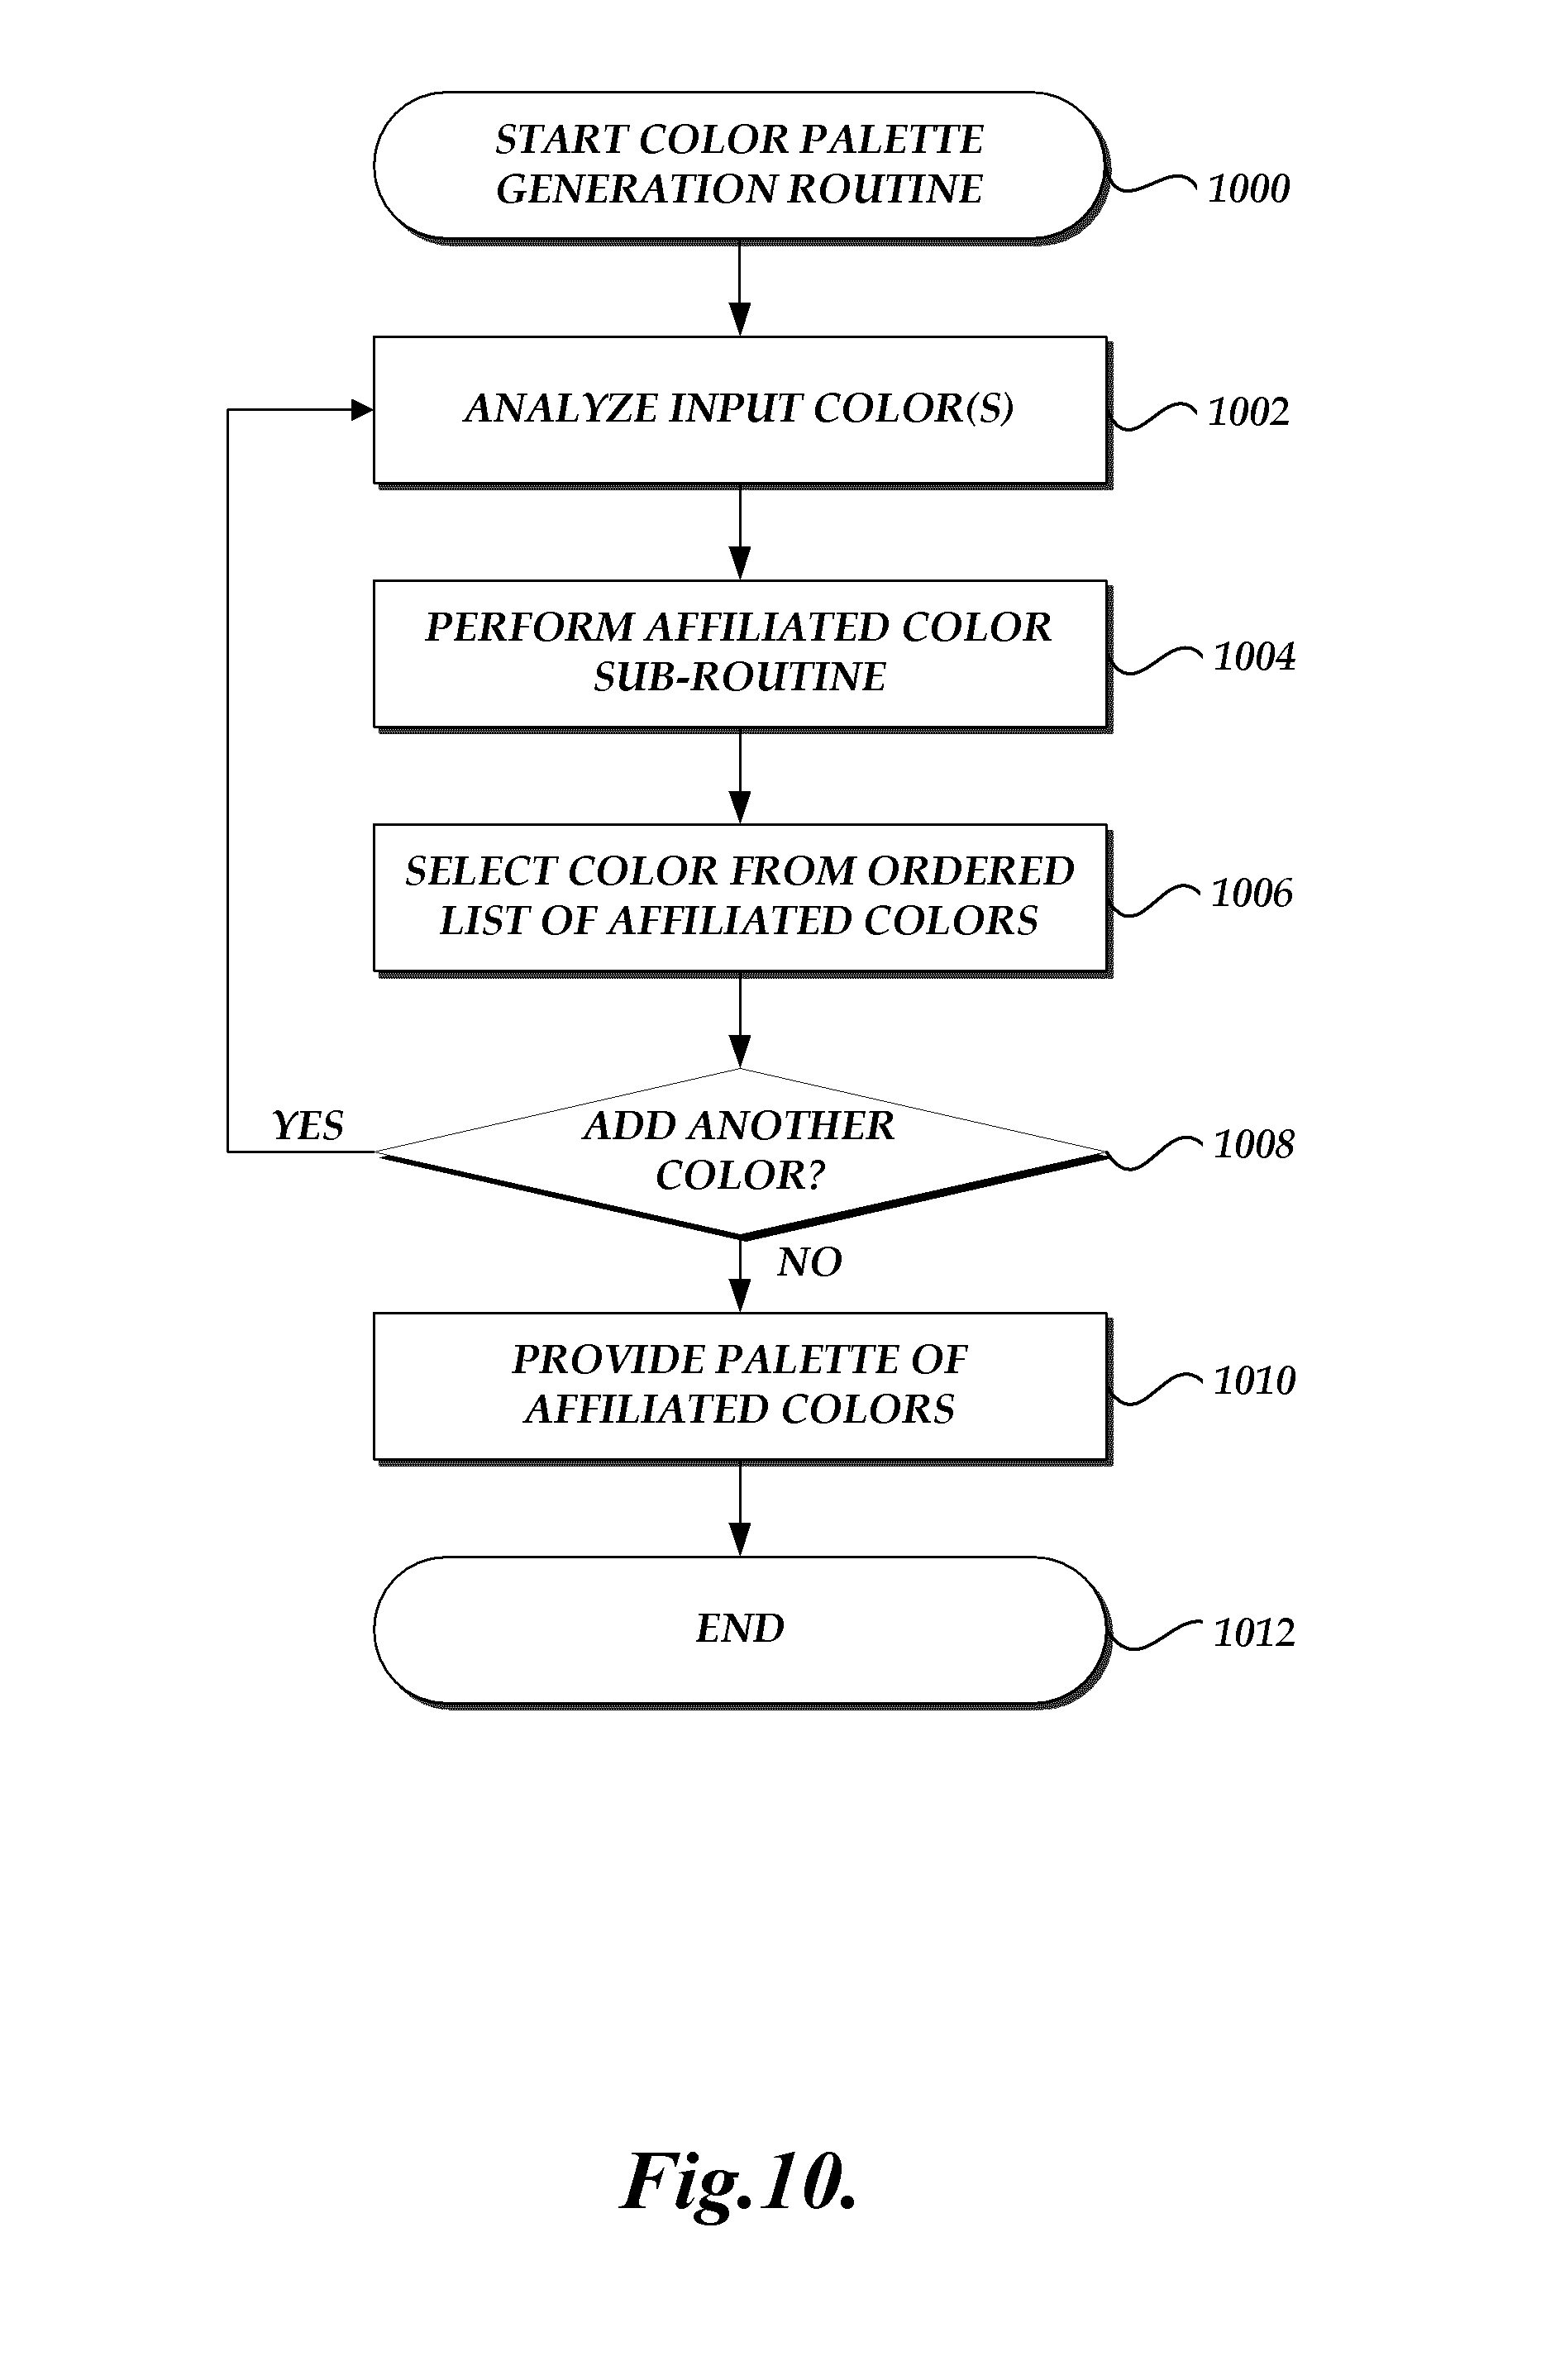 START COLOR PALETTE
GENERATION ROUTINE
1000
ANALYZE INPUT COLOR(S)
1002
PERFORM AFFILIATED COLOR
SUB-ROUTINE
1004
SELECT COLOR FROM ORDERED
LIST OF AFFILIATED COLORS
1006
ADD ANOTHER
COLOR?
1008
YES
NO
PROVIDE PALETTE OF
AFFILIATED COLORS
1010
END
1012
Fig.10.